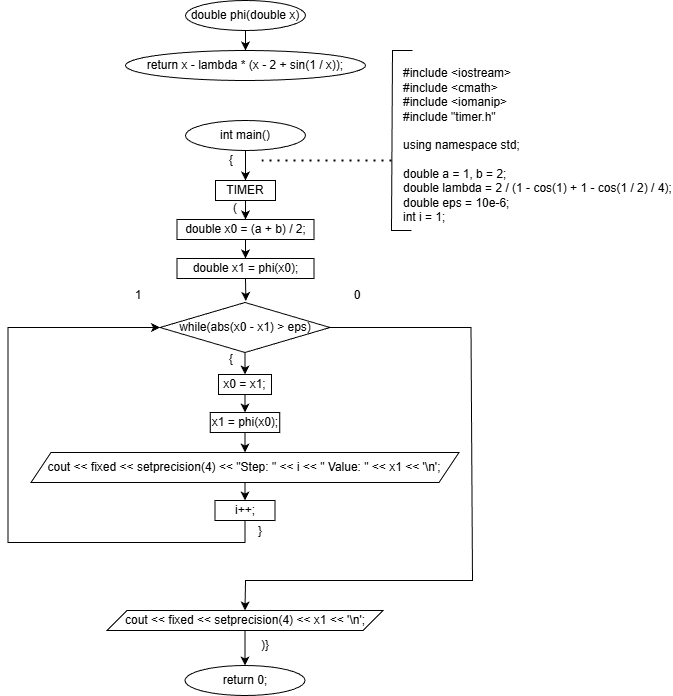 double phi(double x)
return x - lambda * (x - 2 + sin(1 / x));
#include <iostream>
#include <cmath>
#include <iomanip>
#include "timer.h"
using namespace std;
double a = 1, b = 2;
double lambda = 2 / (1 - cos(1) + 1 - cos(1 / 2) / 4);
double eps = 10e-6;
int i = 1;
int main()
{
TIMER
(
double x0 = (a + b) / 2;
double x1 = phi(x0);
1
0
while(abs(x0 - x1) > eps)
{
x0 = x1;
x1 = phi(x0);
cout << fixed << setprecision(4) << "Step: " << i << " Value: " << x1 << '\n';
i++;
}
cout << fixed << setprecision(4) << x1 << '\n';
)}
return 0;